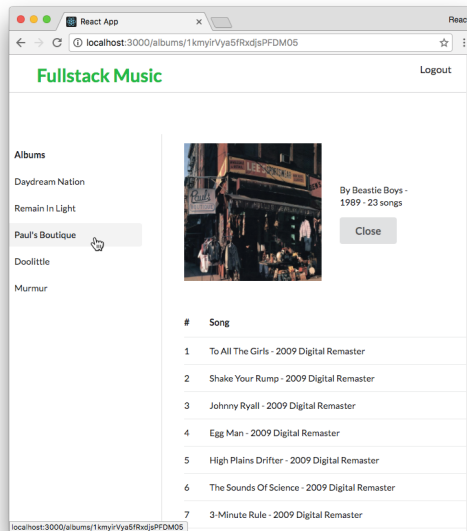 React App
Reac
localhost:3000/albums/1kmyirVya5fRxdjsPFDM05
Fullstack Music
Logout
Albums
Daydream Nation
Remain In Light
Paul's Boutique
Doolittle
Murmur
By Beastie Boys -
1989 - 23 songs
Close
# Song
1 To All The Girls - 2009 Digital Remaster
2 Shake Your Rump - 2009 Digital Remaster
3 Johnny Ryall - 2009 Digital Remaster
4 Egg Man - 2009 Digital Remaster
5 High Plains Drifter - 2009 Digital Remaster
6 The Sounds Of Science - 2009 Digital Remaster
7 3-Minute Rule - 2009 Digital Remaster
localhost:3000/albums/1kmyirVya5fRxdjsPFDM05